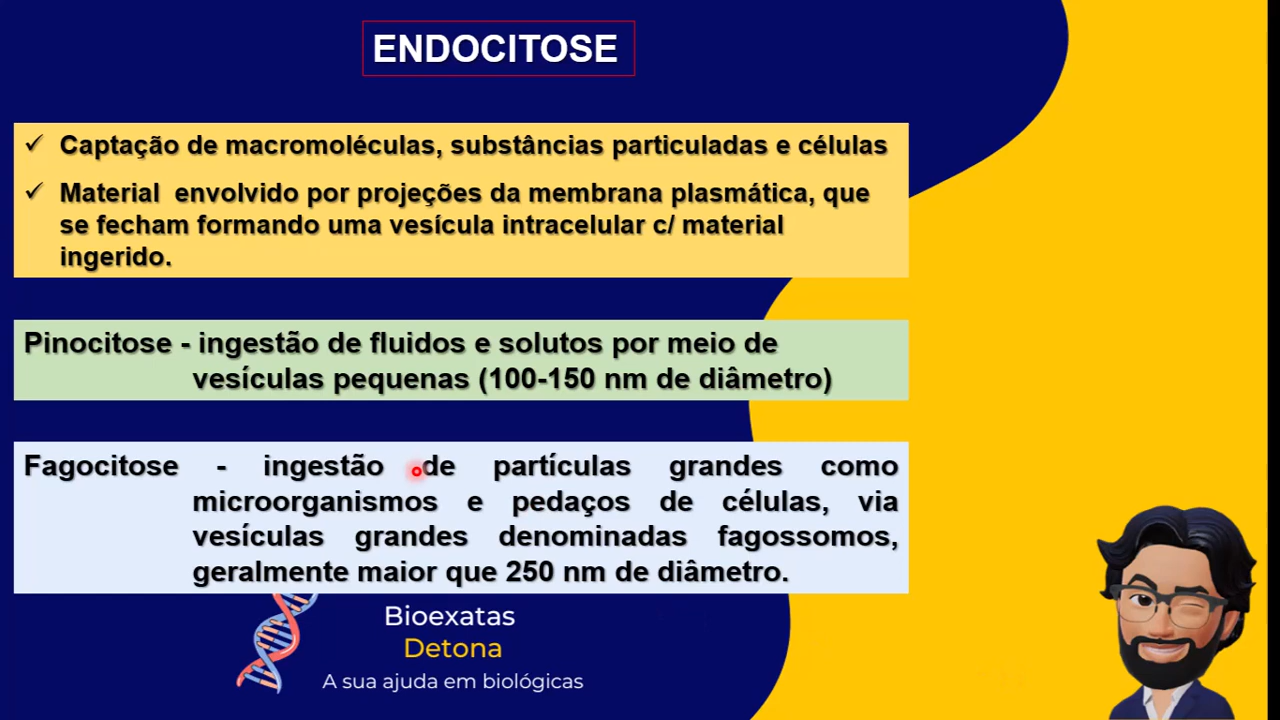 ENDOCITOSE
✓ Captação de macromoléculas, substâncias particuladas e células
✓ Material envolvido por projeções da membrana plasmática, que
se fecham formando uma vesícula intracelular c/ material
ingerido.
Pinocitose - ingestão de fluidos e solutos por meio de
vesículas pequenas (100-150 nm de diâmetro)
Fagocitose - ingestão de partículas grandes como
microorganismos e pedaços de células, via
vesículas grandes denominadas fagossomos,
geralmente maior que 250 nm de diâmetro.
Bioexatas
Detona
A sua ajuda em biológicas